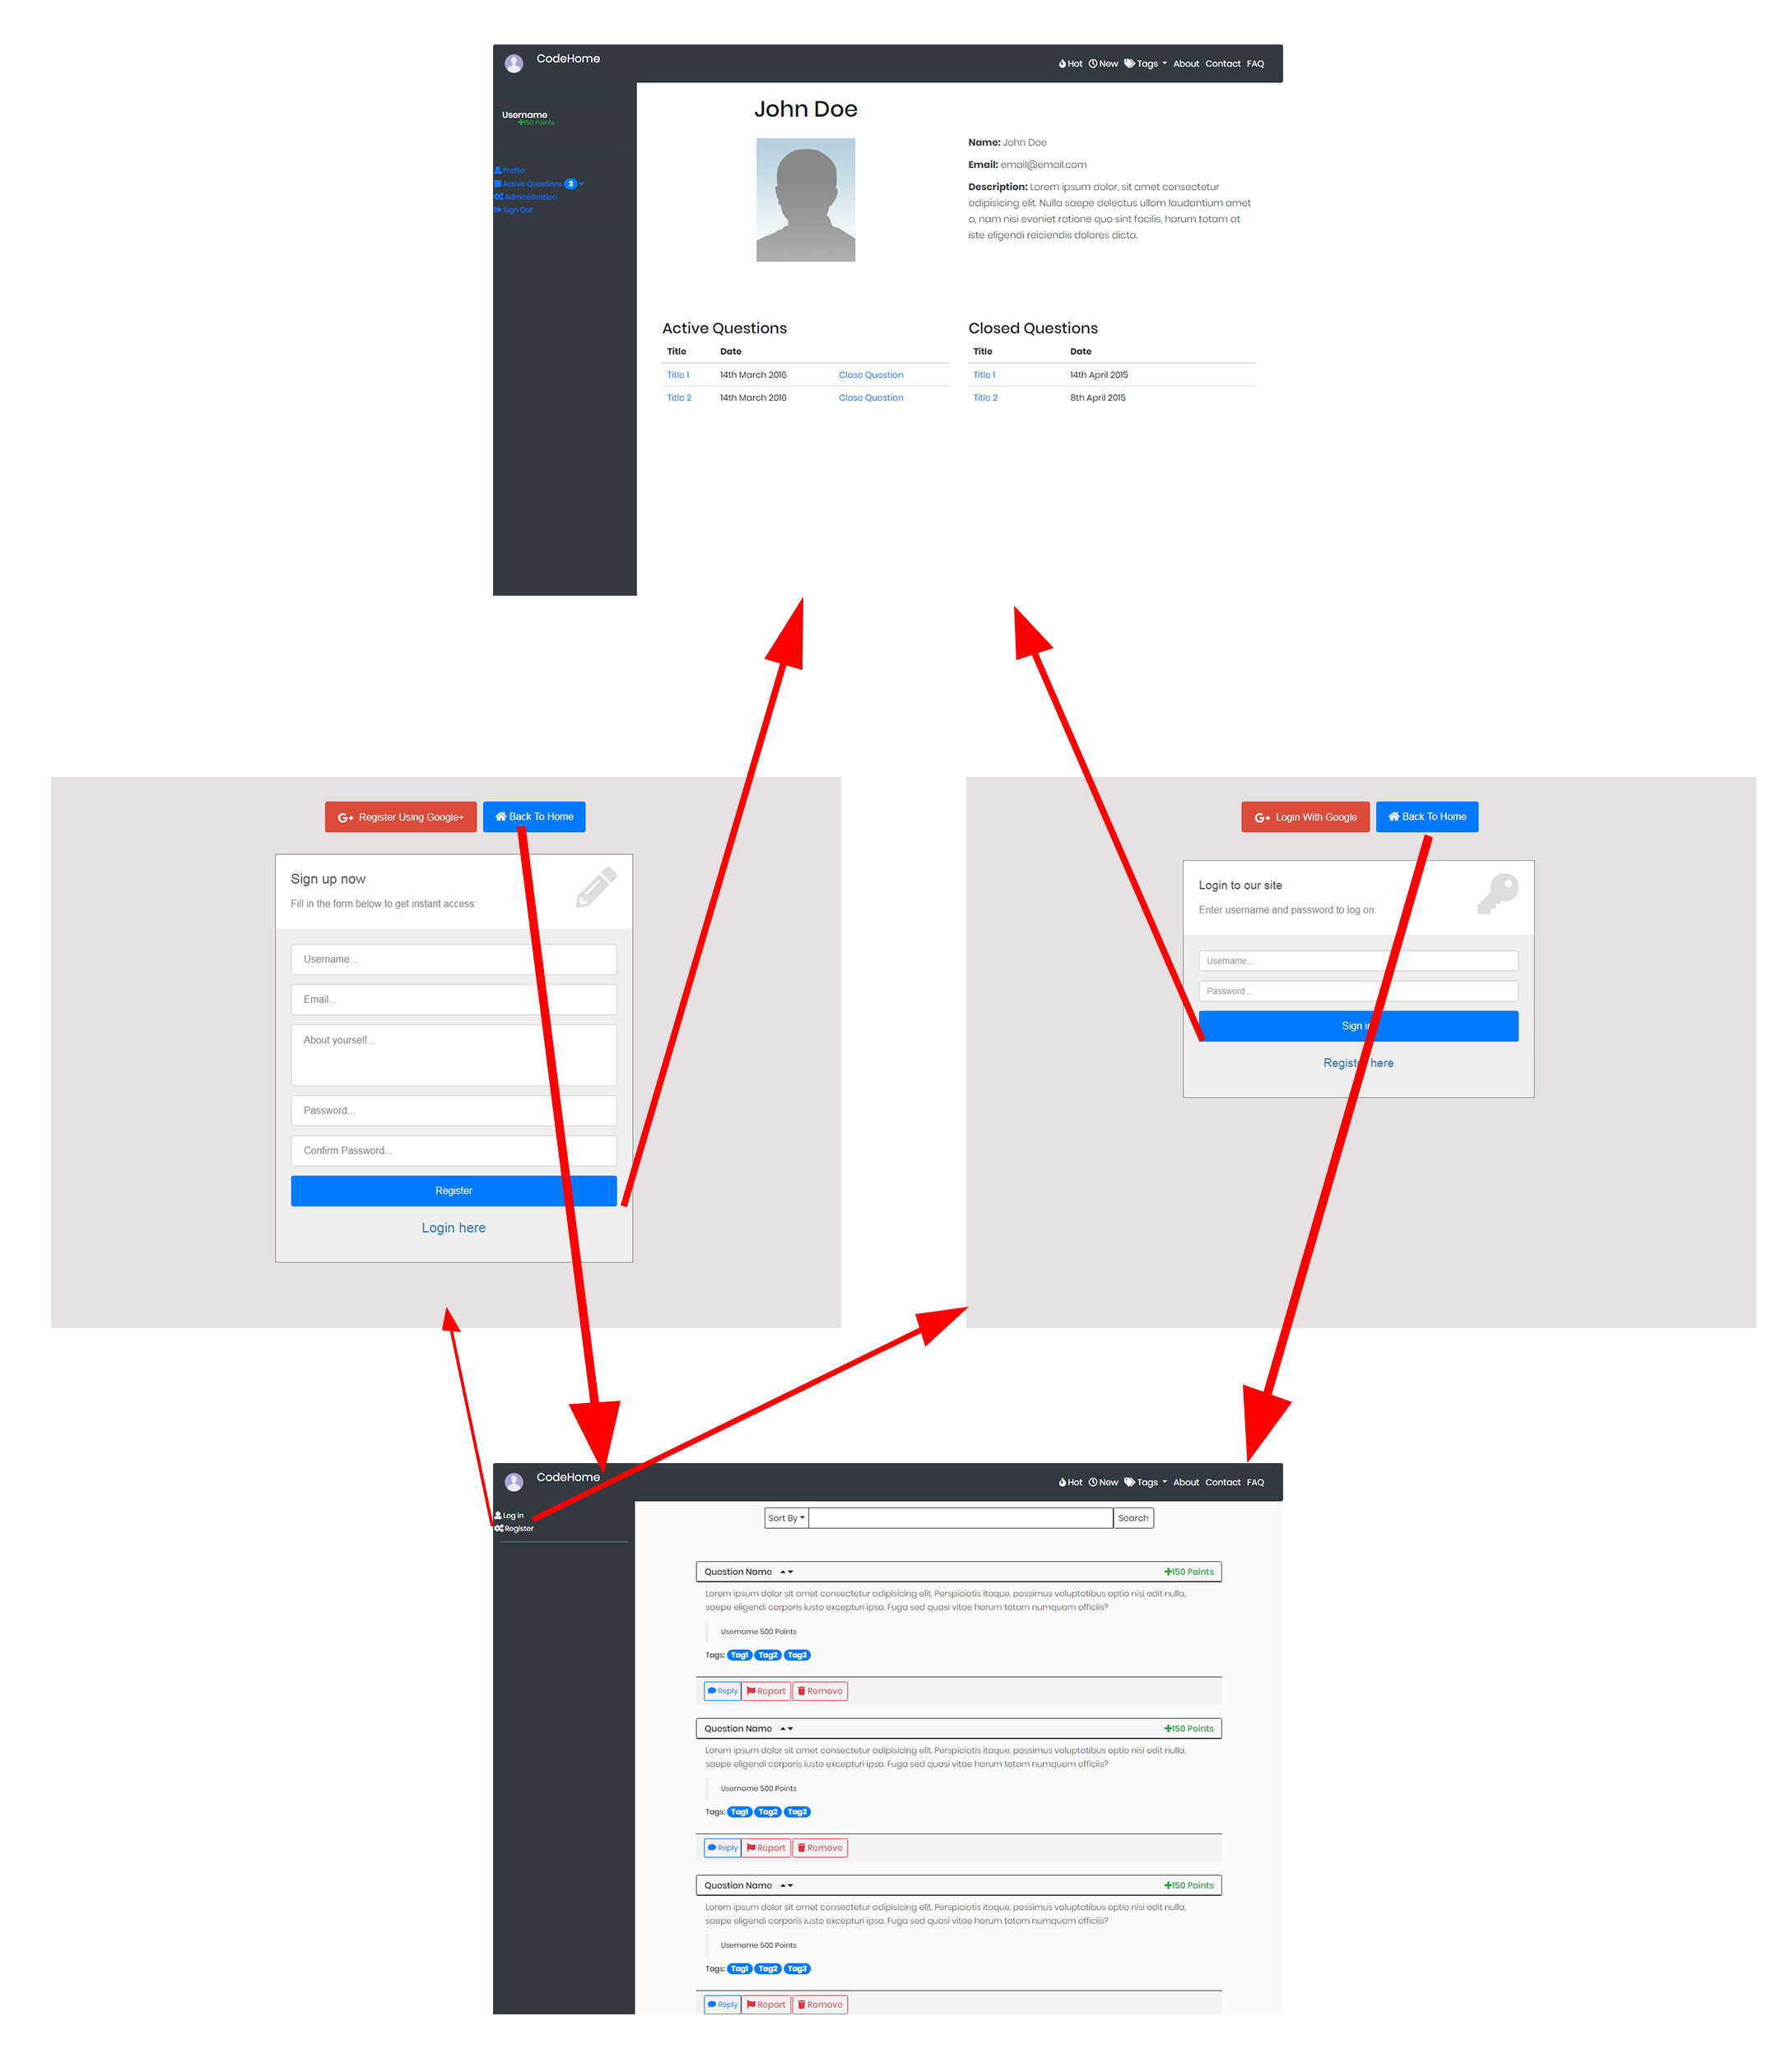 CodeHome
Hot New Tags About Contact FAQ
Username
150 Points
Profile
Active Questions 3
Administration
Sign Out
John Doe
Name: John Doe
Email: email@email.com
Description: Lorem ipsum dolor, sit amet consectetur
adipisicing elit. Nulla saepe delectus ullam laudantium amet
a, nam nisi eveniet ratione quo sint facilis, harum totam at
iste eligendi reiciendis dolores dicta.
Active Questions
Title Date
Title 1 14th March 2016 Close Question
Title 2 14th March 2016 Close Question
Closed Questions
Title Date
Title 1 14th April 2015
Title 2 8th April 2015
G+ Register Using Google+
Back To Home
Sign up now
Fill in the form below to get instant access:
Username...
Email...
About yourself...
Password...
Confirm Password...
Register
Login here
G+ Login With Google
Back To Home
Login to our site
Enter username and password to log on:
Username...
Password...
Sign in
Register here
CodeHome
Hot New Tags About Contact FAQ
Log in
Register
Sort By Search
Question Name +150 Points
Lorem ipsum dolor sit amet consectetur adipisicing elit. Perspiciatis itaque, possimus voluptatibus optio nisi odit nulla,
saepe eligendi corporis iusto excepturi ipsa. Fuga sed quasi vitae harum totam numquam officiis?
Username 500 Points
Tags: Tag1 Tag2 Tag3
Reply Report Remove
Question Name +150 Points
Lorem ipsum dolor sit amet consectetur adipisicing elit. Perspiciatis itaque, possimus voluptatibus optio nisi odit nulla,
saepe eligendi corporis iusto excepturi ipsa. Fuga sed quasi vitae harum totam numquam officiis?
Username 500 Points
Tags: Tag1 Tag2 Tag3
Reply Report Remove
Question Name +150 Points
Lorem ipsum dolor sit amet consectetur adipisicing elit. Perspiciatis itaque, possimus voluptatibus optio nisi odit nulla,
saepe eligendi corporis iusto excepturi ipsa. Fuga sed quasi vitae harum totam numquam officiis?
Username 500 Points
Tags: Tag1 Tag2 Tag3
Reply Report Remove